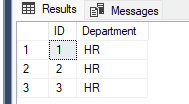 Results Messages
ID Department
1 1 HR
2 2 HR
3 3 HR